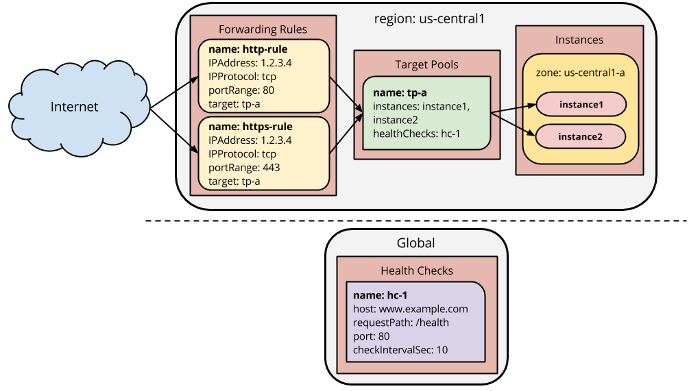 region: us-central1
Forwarding Rules
Instances
name: http-rule
IPAddress: 1.2.3.4
IPProtocol: tcp
portRange: 80
target: tp-a
Target Pools
zone: us-central1-a
name: tp-a
instances: instance1,
instance2
healthChecks: hc-1
Internet
instance1
instance2
name: https-rule
IPAddress: 1.2.3.4
IPProtocol: tcp
portRange: 443
target: tp-a
Global
Health Checks
name: hc-1
host: www.example.com
requestPath: /health
port: 80
checkIntervalSec: 10